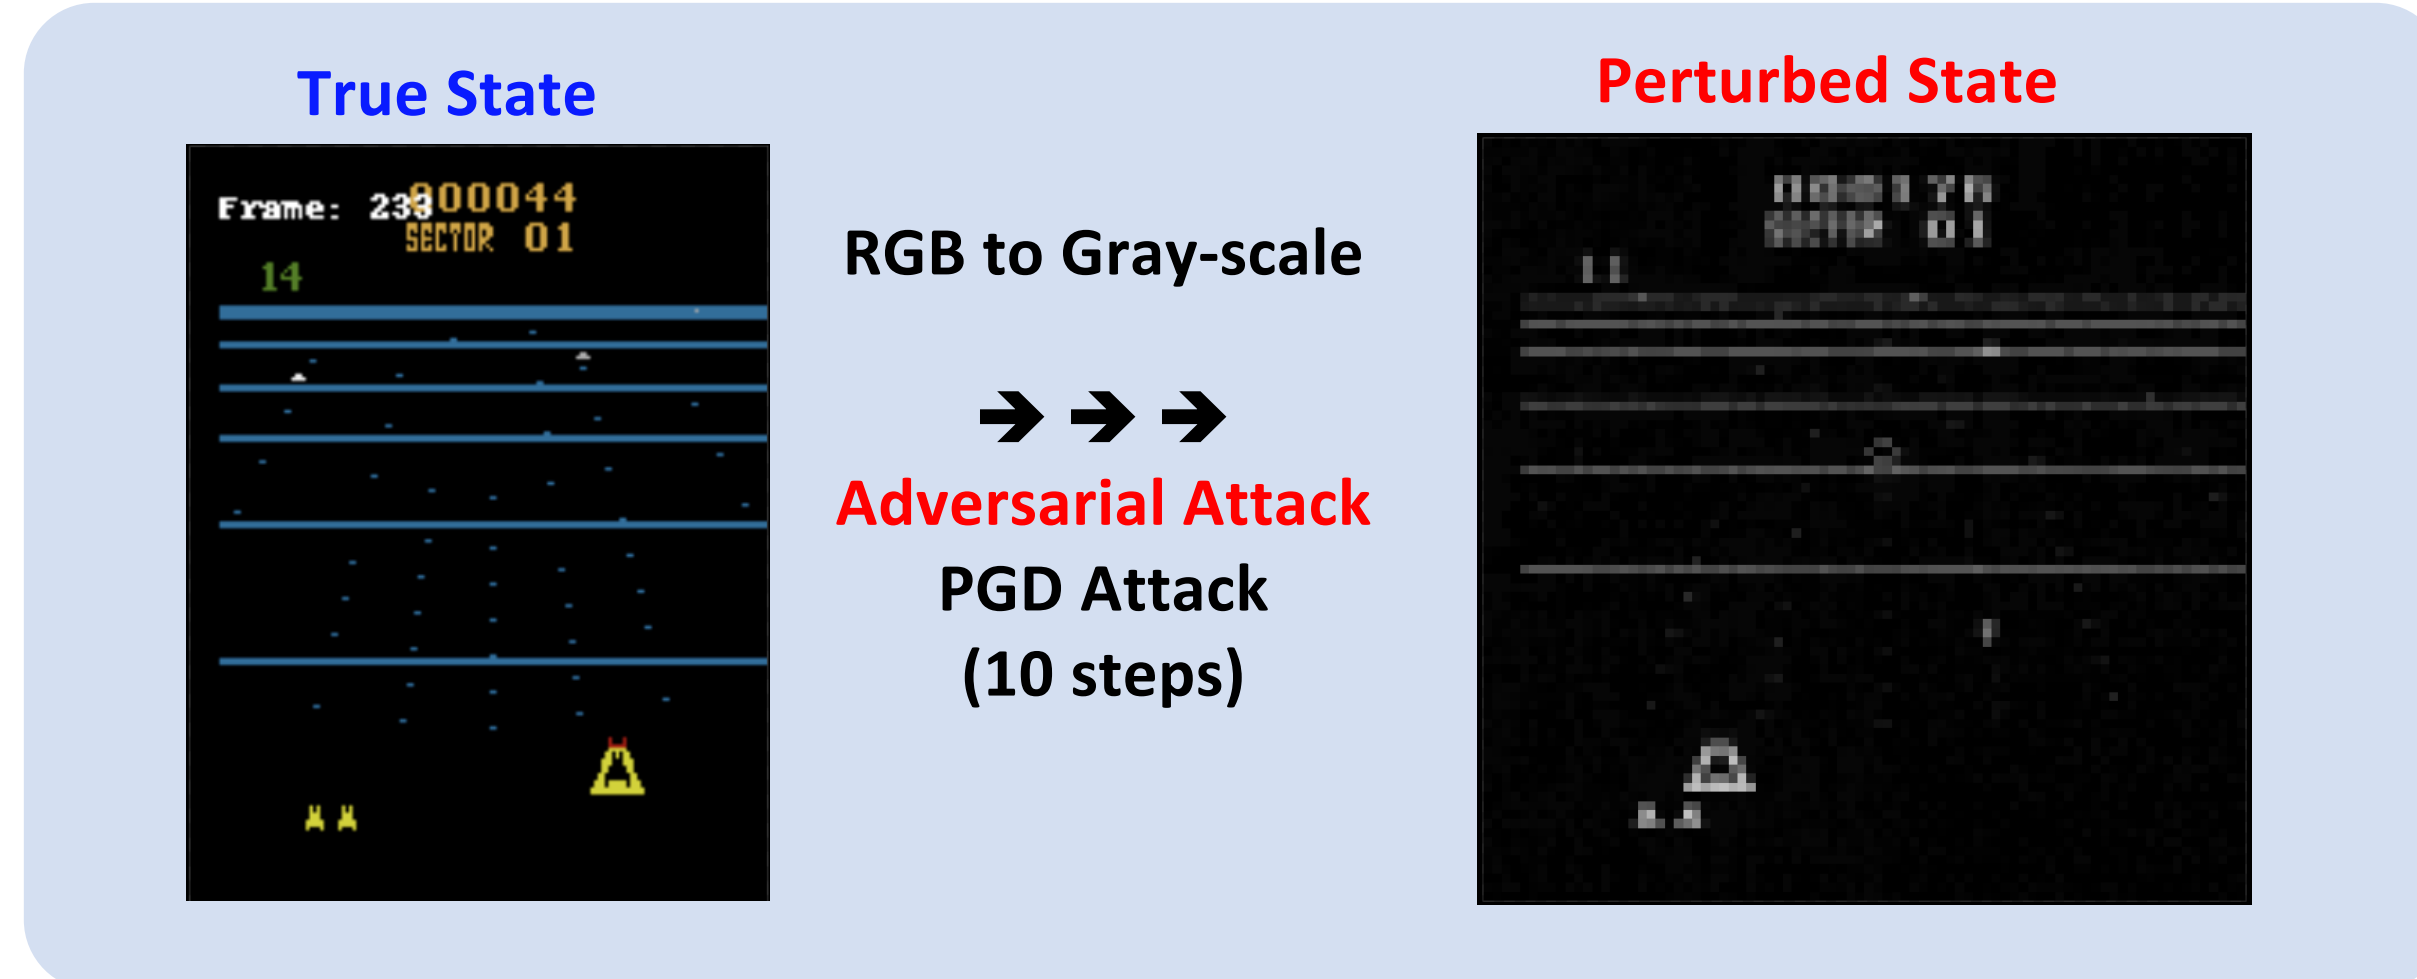 True State
Frame: 233
000044
SECTOR 01
14
RGB to Gray-scale
Adversarial Attack
PGD Attack
(10 steps)
Perturbed State
01